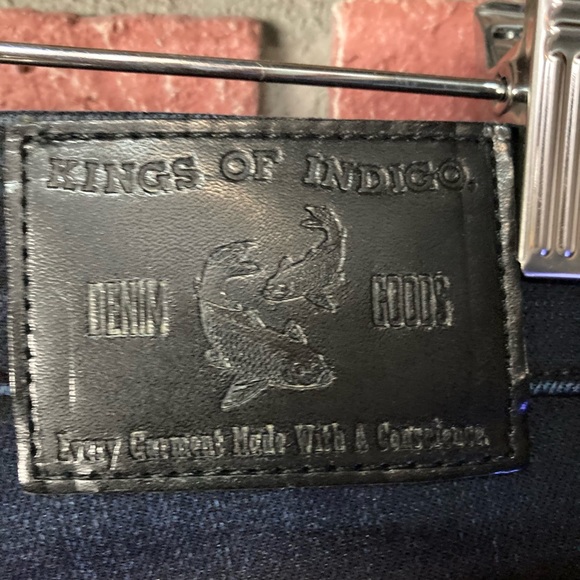 KINGS OF INDIGO.
DENIM GOODS
Every Garment Made With A Conscience.